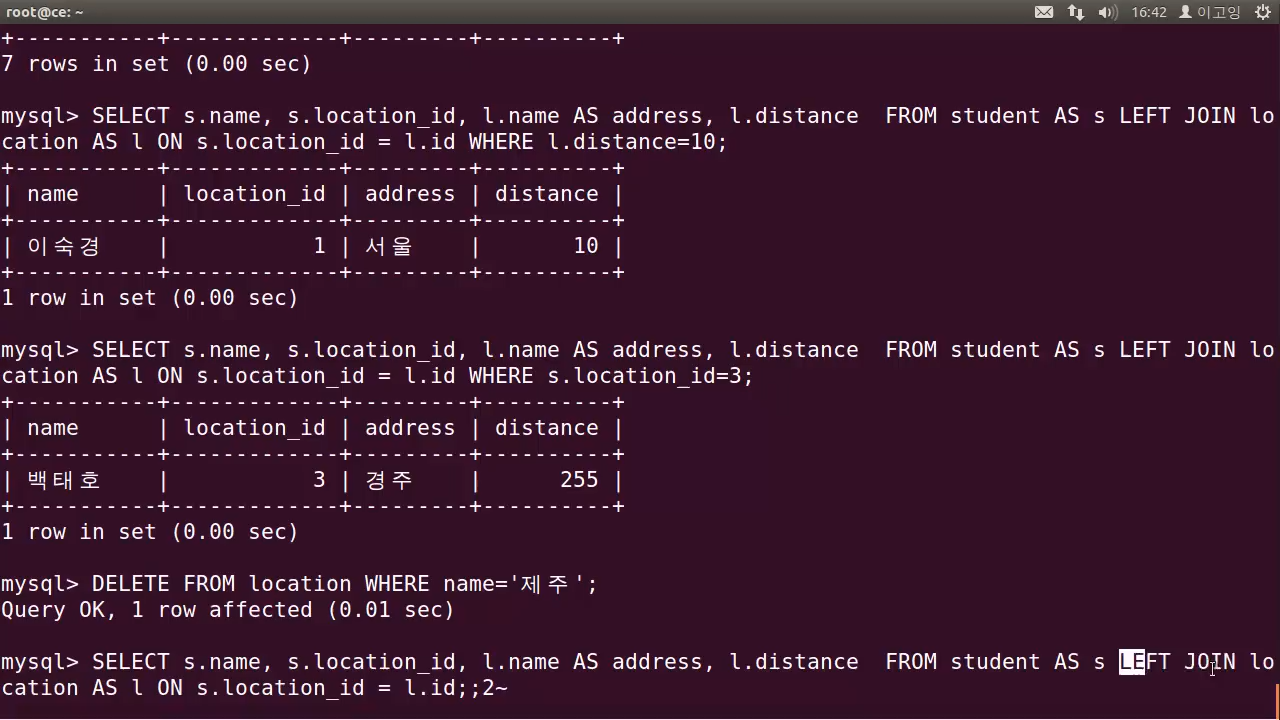 root@ce: ~
16:42 이고잉
+-----------+-------------+---------+----------+
7 rows in set (0.00 sec)
mysql> SELECT s.name, s.location_id, l.name AS address, l.distance  FROM student AS s LEFT JOIN lo
cation AS l ON s.location_id = l.id WHERE l.distance=10;
+-----------+-------------+---------+----------+
| name      | location_id | address | distance |
+-----------+-------------+---------+----------+
| 이숙경    |           1 | 서울    |       10 |
+-----------+-------------+---------+----------+
1 row in set (0.00 sec)
mysql> SELECT s.name, s.location_id, l.name AS address, l.distance  FROM student AS s LEFT JOIN lo
cation AS l ON s.location_id = l.id WHERE s.location_id=3;
+-----------+-------------+---------+----------+
| name      | location_id | address | distance |
+-----------+-------------+---------+----------+
| 백태호    |           3 | 경주    |      255 |
+-----------+-------------+---------+----------+
1 row in set (0.00 sec)
mysql> DELETE FROM location WHERE name='제주';
Query OK, 1 row affected (0.01 sec)
mysql> SELECT s.name, s.location_id, l.name AS address, l.distance  FROM student AS s LEFT JOIN lo
cation AS l ON s.location_id = l.id;;2~